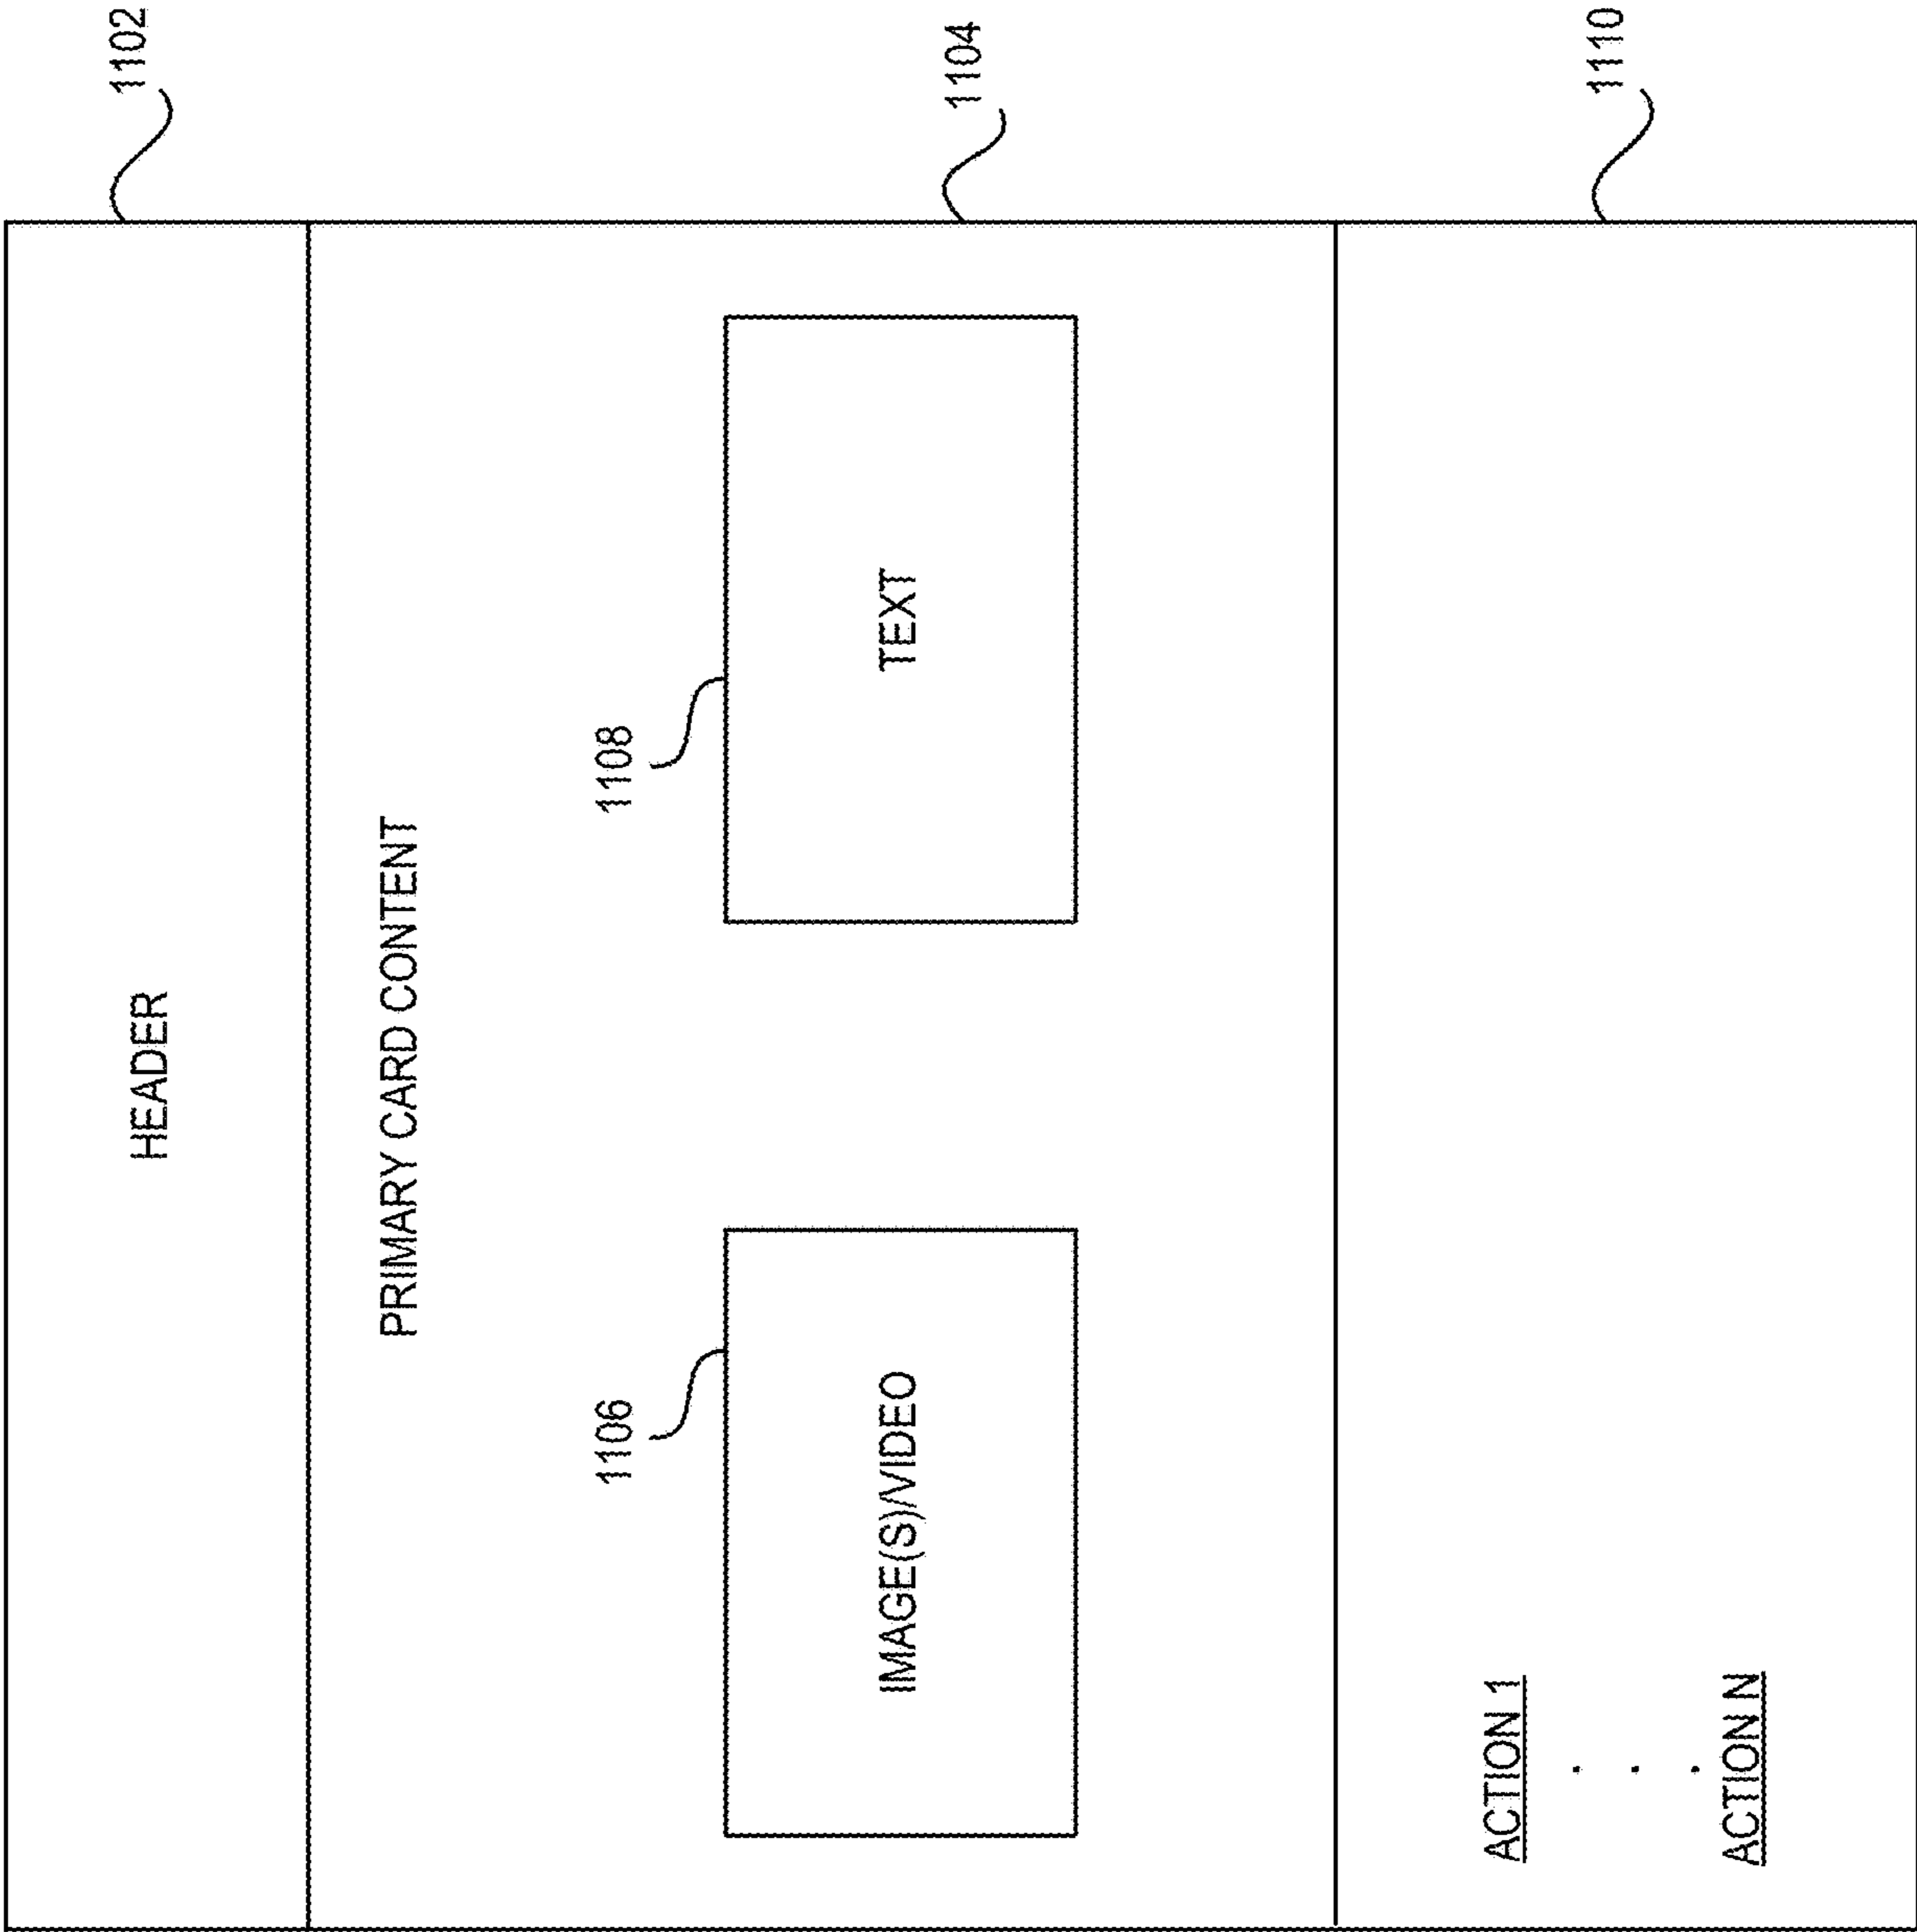 HEADER
1102
PRIMARY CARD CONTENT
1104
1106
1108
IMAGE(S)/VIDEO
TEXT
ACTION 1
.
.
.
ACTION N
1110